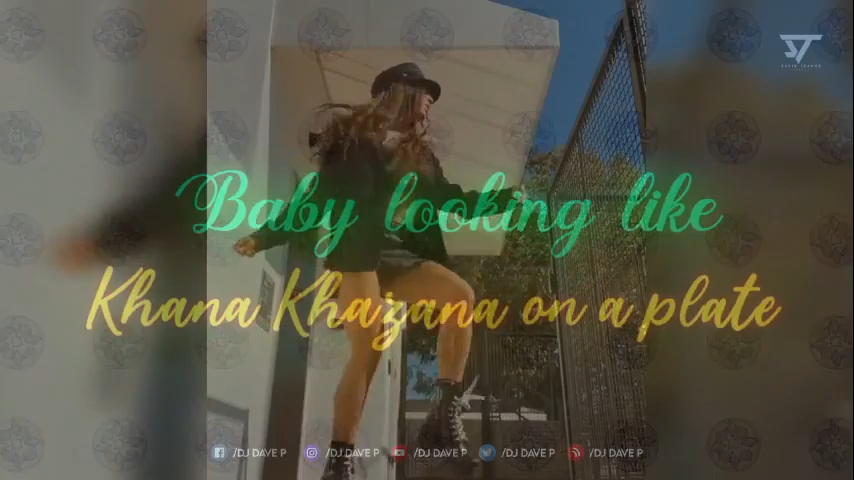 Baby looking like
Khana Khazana on a plate
/DJ DAVE P /DJ DAVE P /DJ DAVE P /DJ DAVE P /DJ DAVE P